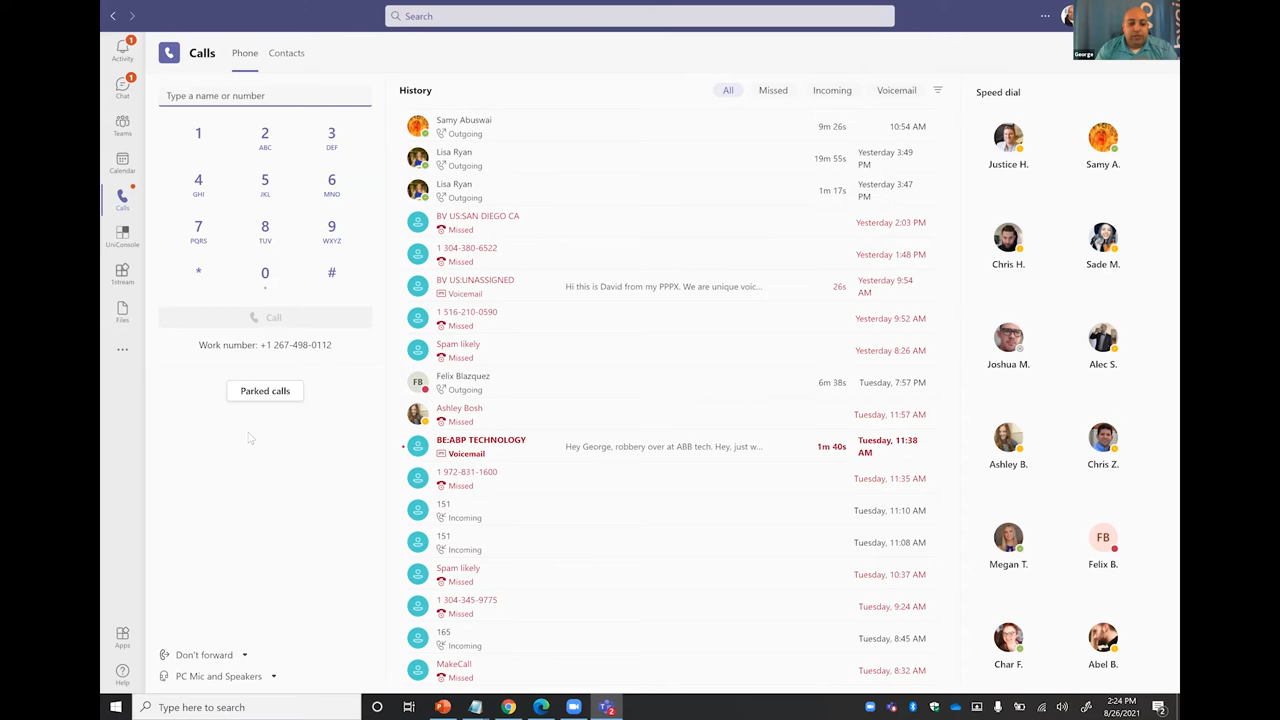 Search
George
Activity
1
Chat
1
Teams
Calendar
Calls
UniConsole
1stream
Files
Apps
Help
Calls
Phone
Contacts
Type a name or number
1
2
ABC
3
DEF
4
GHI
5
JKL
6
MNO
7
PQRS
8
TUV
9
WXYZ
*
0
+
#
Call
Work number: +1 267-498-0112
Parked calls
Don't forward
PC Mic and Speakers
History
All
Missed
Incoming
Voicemail
Samy Abuswai
Outgoing
9m 26s
10:54 AM
Lisa Ryan
Outgoing
19m 55s
Yesterday 3:49
PM
Lisa Ryan
Outgoing
1m 17s
Yesterday 3:47
PM
BV US:SAN DIEGO CA
Missed
Yesterday 2:03 PM
1 304-380-6522
Missed
Yesterday 1:48 PM
BV US:UNASSIGNED
Voicemail
Hi this is David from my PPPX. We are unique voic...
26s
Yesterday 9:54
AM
1 516-210-0590
Missed
Yesterday 9:52 AM
Spam likely
Missed
Yesterday 8:26 AM
FB
Felix Blazquez
Outgoing
6m 38s
Tuesday, 7:57 PM
Ashley Bosh
Missed
Tuesday, 11:57 AM
BE:ABP TECHNOLOGY
Voicemail
Hey George, robbery over at ABB tech. Hey, just w...
1m 40s
Tuesday, 11:38
AM
1 972-831-1600
Missed
Tuesday, 11:35 AM
151
Incoming
Tuesday, 11:10 AM
151
Incoming
Tuesday, 11:08 AM
Spam likely
Missed
Tuesday, 10:37 AM
1 304-345-9775
Missed
Tuesday, 9:24 AM
165
Incoming
Tuesday, 8:45 AM
MakeCall
Missed
Tuesday, 8:32 AM
Speed dial
Justice H.
Samy A.
Chris H.
Sade M.
Joshua M.
Alec S.
Ashley B.
Chris Z.
Megan T.
FB
Felix B.
Char F.
Abel B.
Type here to search
2:24 PM
8/26/2021
2